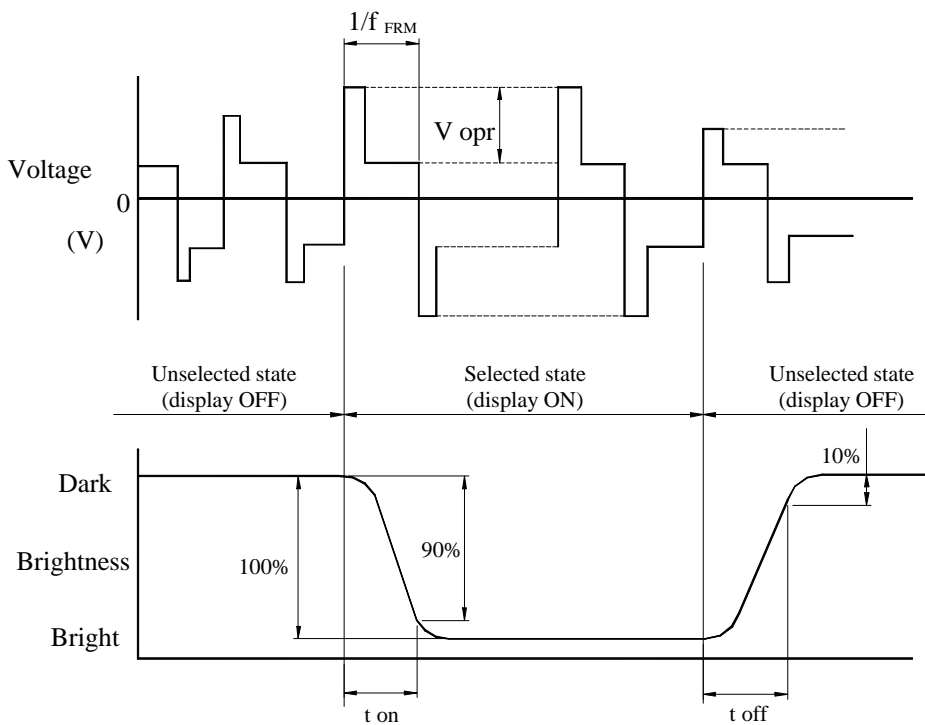 1/f FRM
V opr
Voltage
0
(V)
Unselected state
(display OFF)
Selected state
(display ON)
Unselected state
(display OFF)
10%
Dark
90%
Brightness
100%
Bright
t on
t off